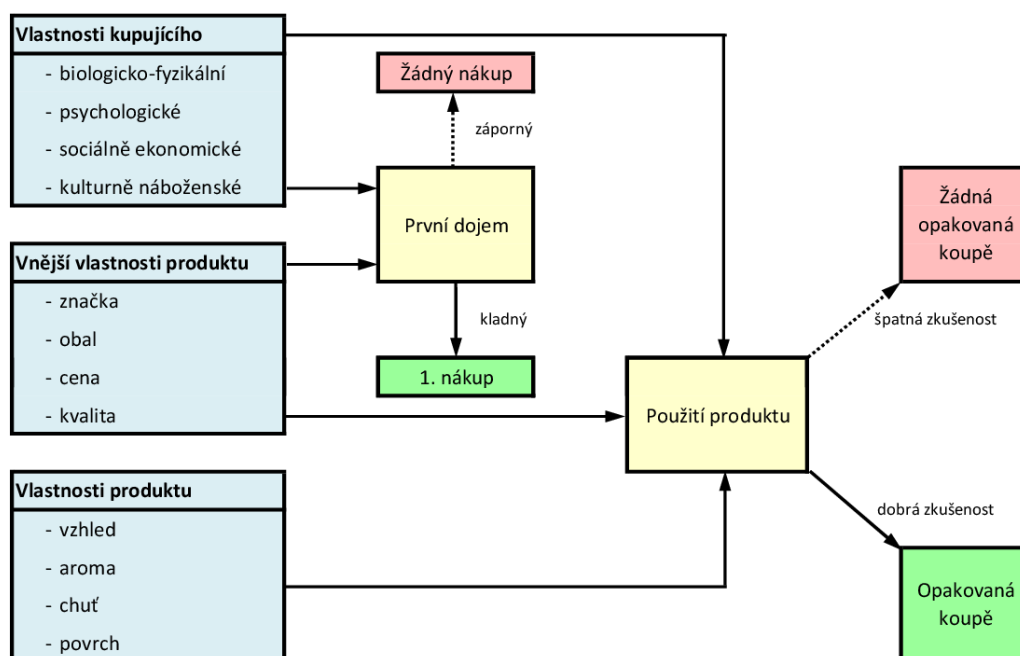 Vlastnosti kupujícího
- biologicko-fyzikální
- psychologické
- sociálně ekonomické
- kulturně náboženské
Vnější vlastnosti produktu
- značka
- obal
- cena
- kvalita
Vlastnosti produktu
- vzhled
- aroma
- chuť
- povrch
Žádný nákup
záporný
První dojem
kladný
1. nákup
Použití produktu
Žádná
opakovaná
koupě
špatná zkušenost
dobrá zkušenost
Opakovaná
koupě